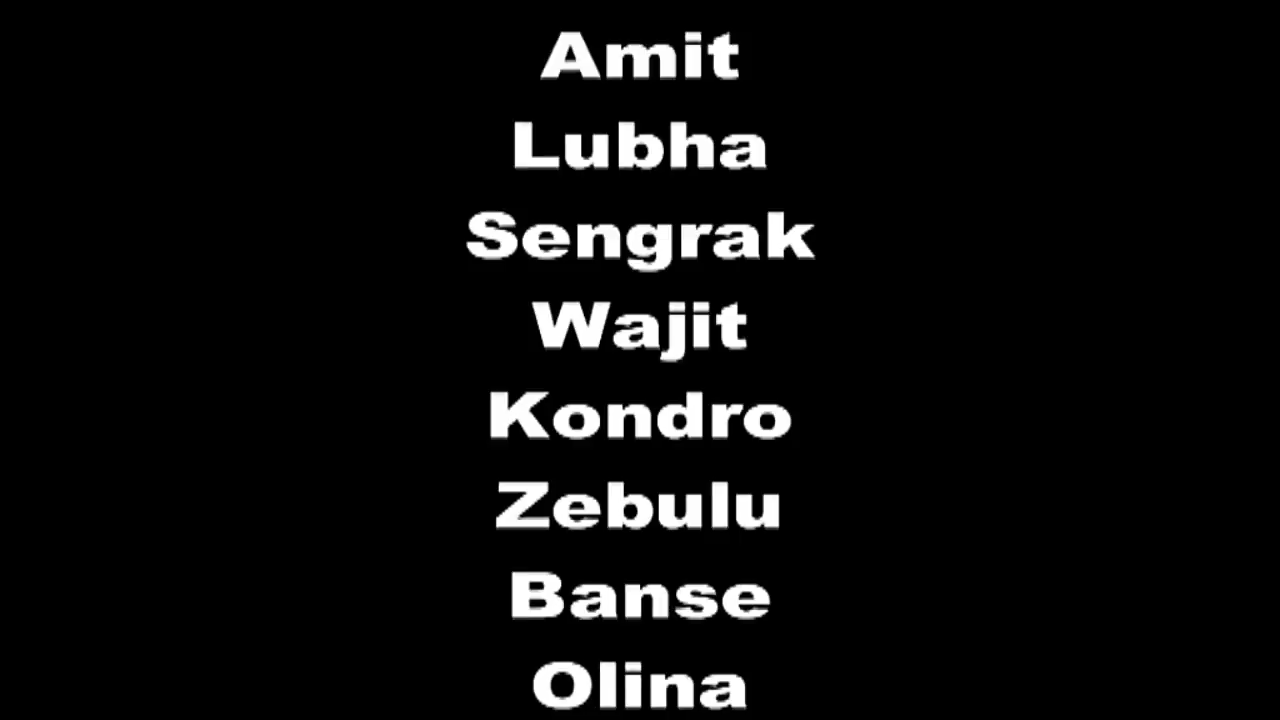 Amit
Lubha
Sengrak
Wajit
Kondro
Zebulu
Banse
Olina